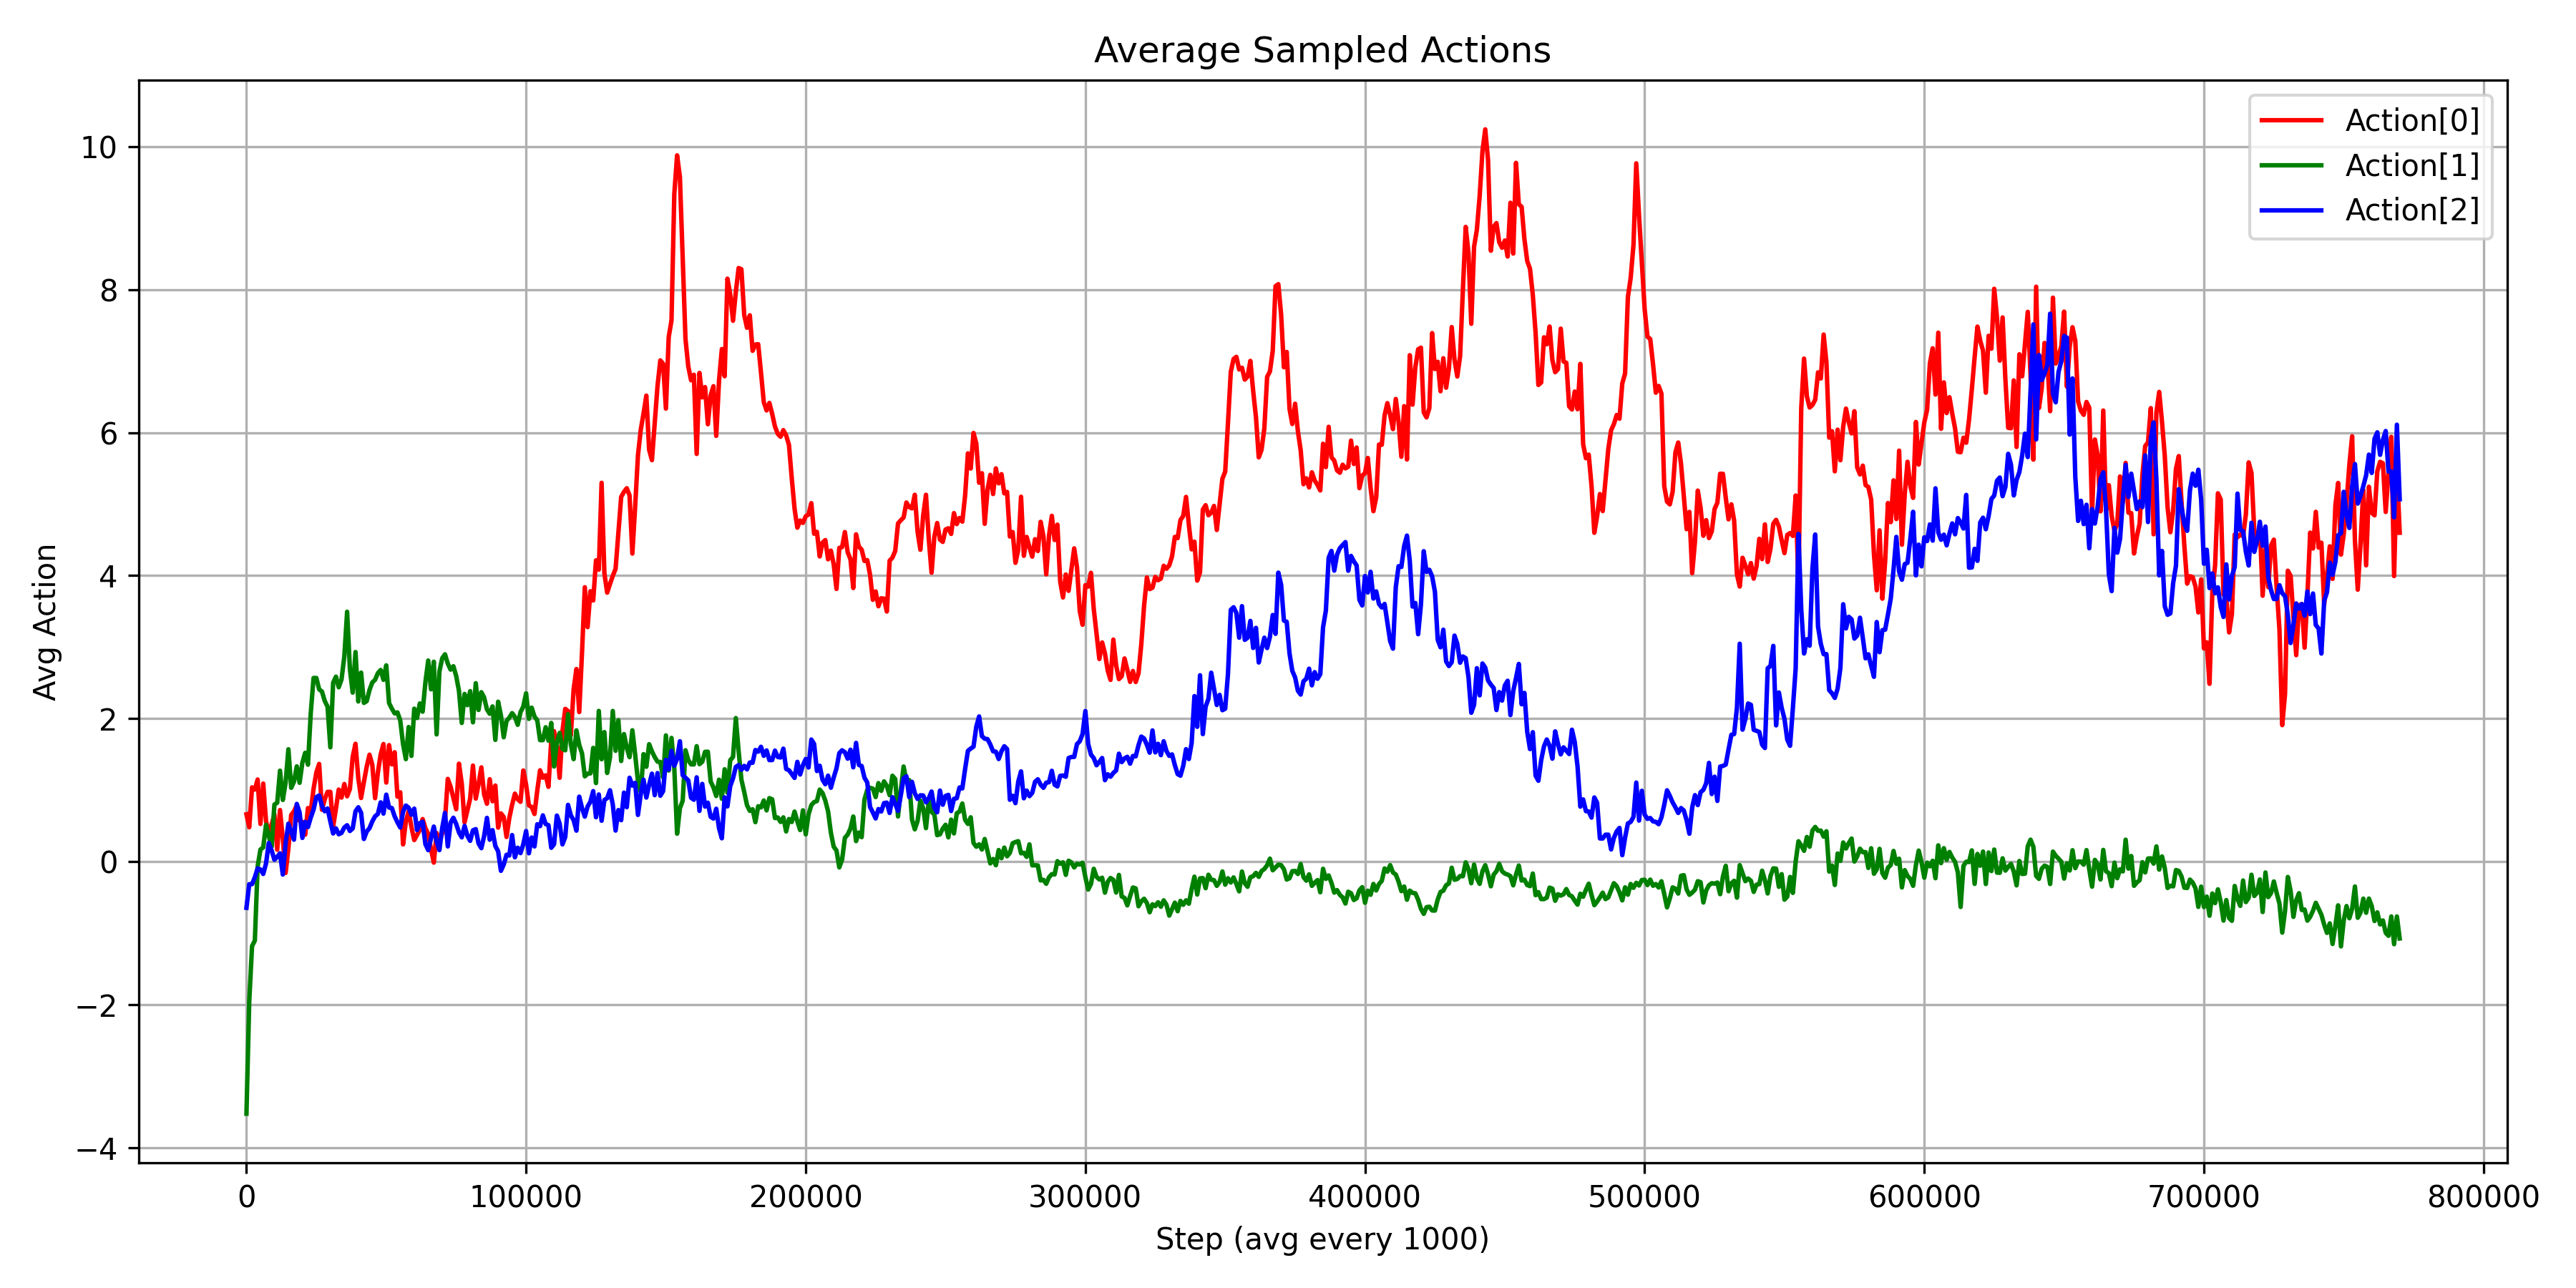 Average Sampled Actions
10
8
6
4
2
0
−2
−4
Avg Action
Action[0]
Action[1]
Action[2]
0 100000 200000 300000 400000 500000 600000 700000 800000
Step (avg every 1000)